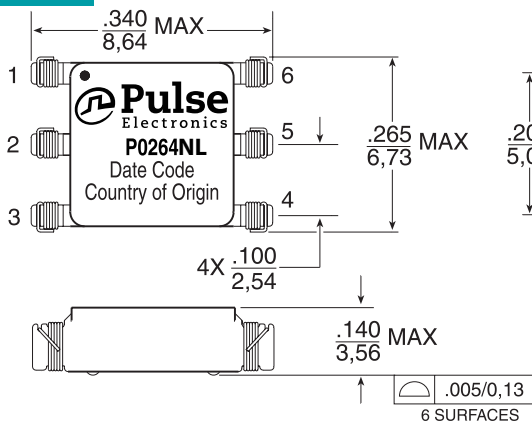 .340
8,64
MAX
1
6
Pulse
Electronics
P0264NL
Date Code
Country of Origin
2
5
3
4
.265
6,73
MAX
4X
.100
2,54
.140
3,56
MAX
.005/0,13
6 SURFACES